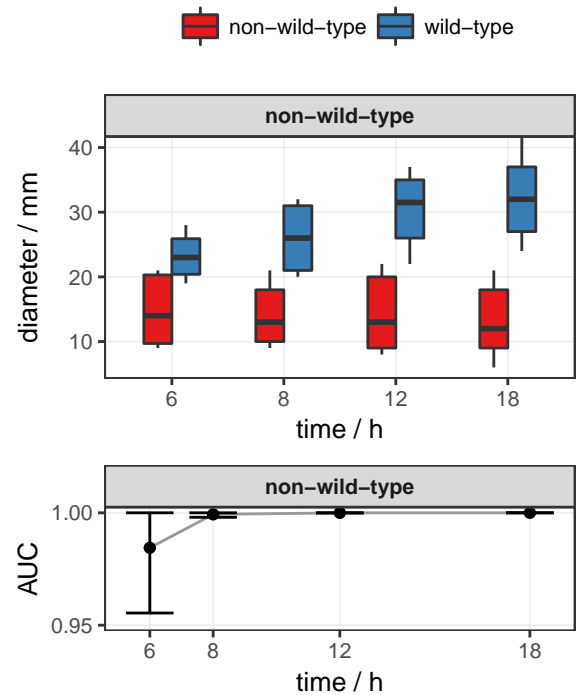 non−wild−type wild−type
non−wild−type
40
30
20
10
diameter / mm
6 8 12 18
time / h
non−wild−type
1.00
0.95
AUC
6 8 12 18
time / h